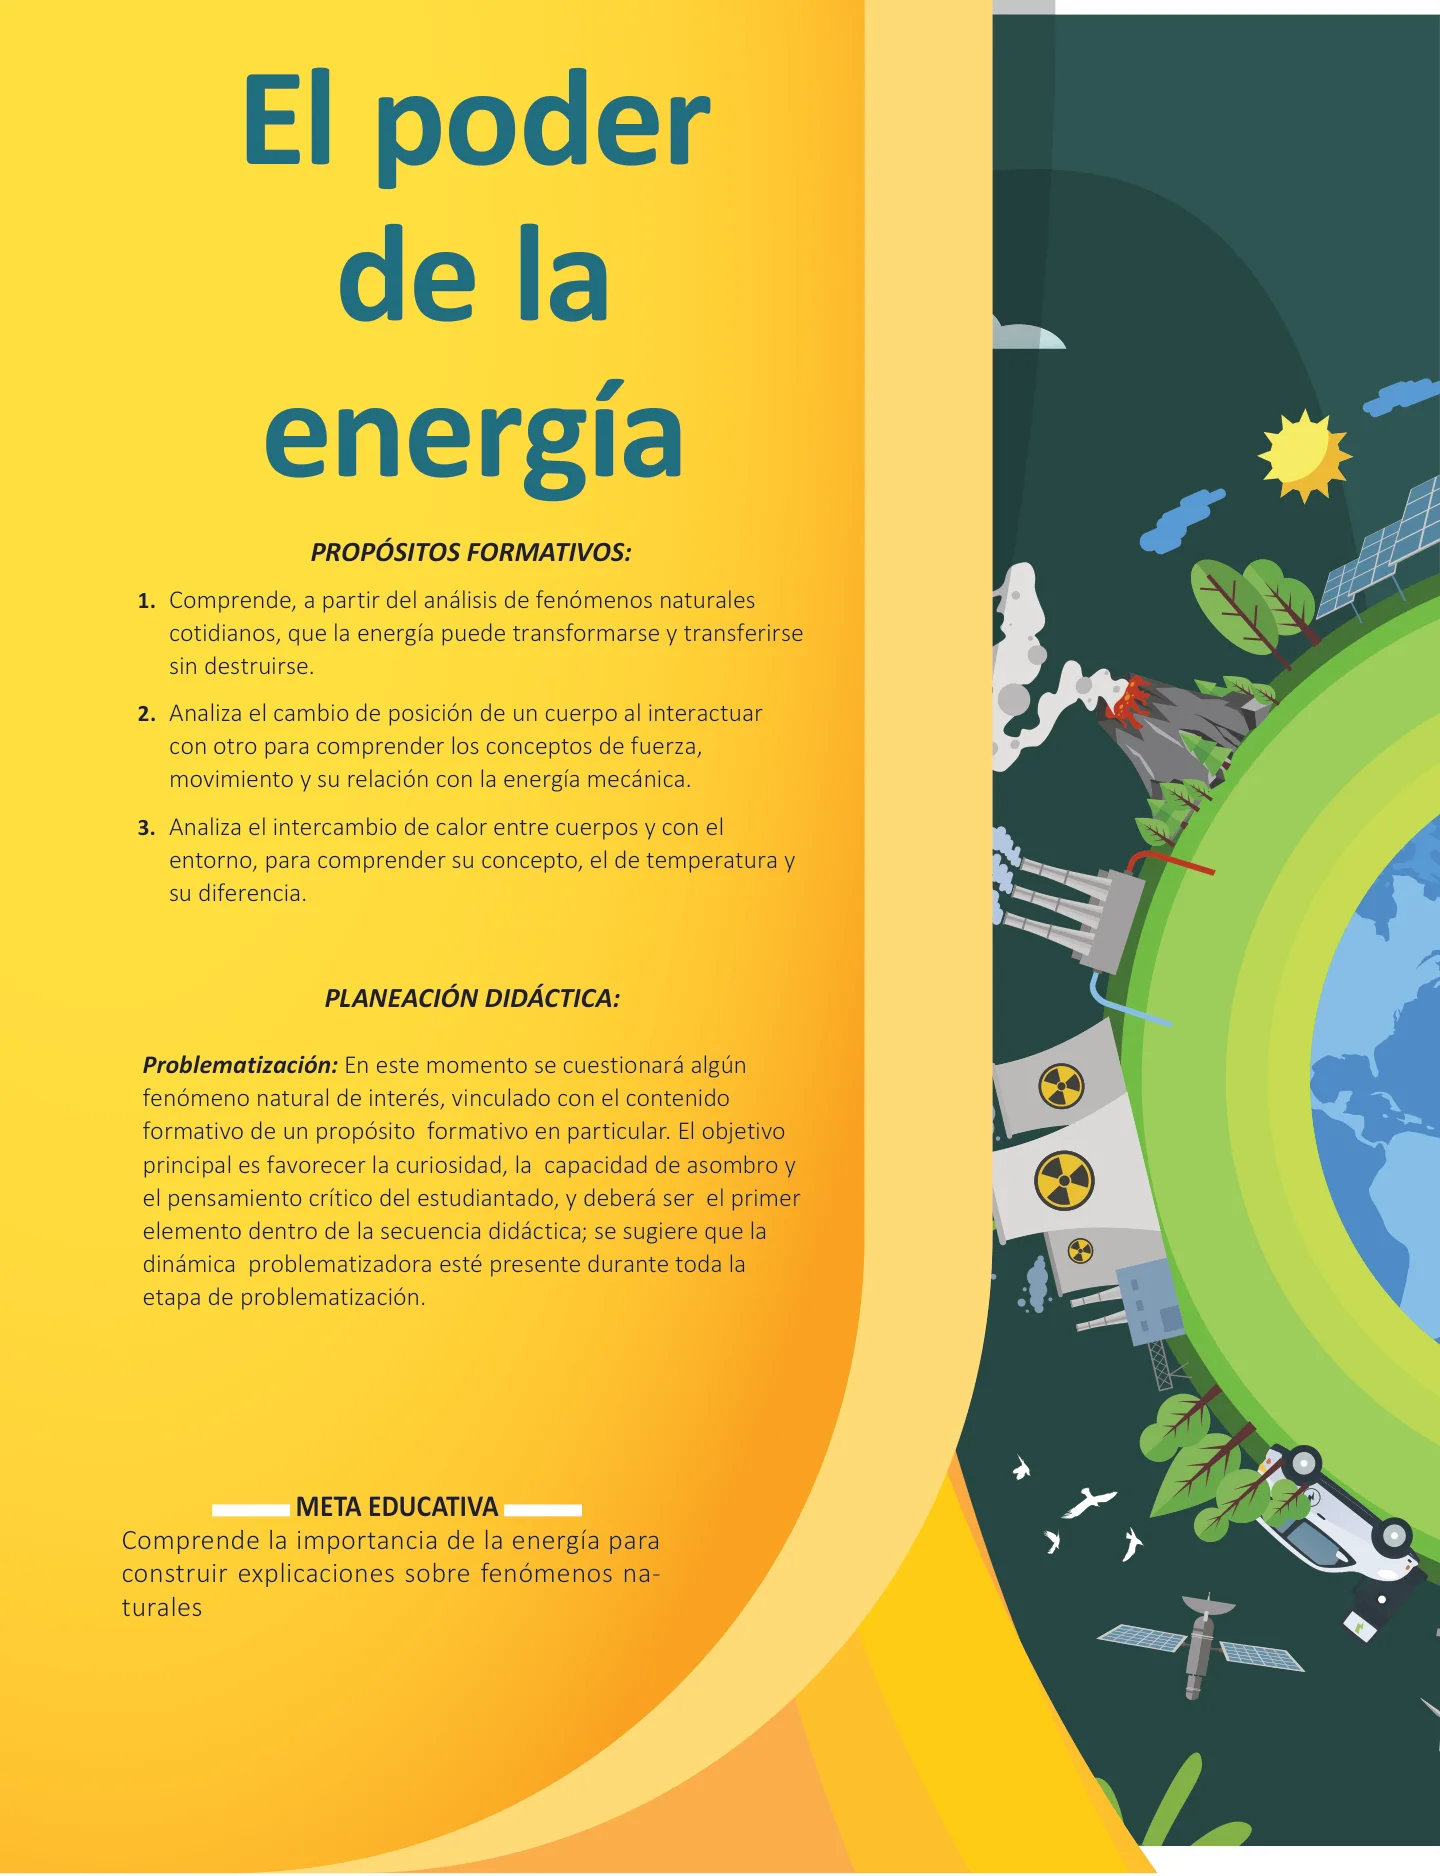 El poder
de la
energía
PROPÓSITOS FORMATIVOS:
1. Comprende, a partir del análisis de fenómenos naturales
cotidianos, que la energía puede transformarse y transferirse
sin destruirse.
2. Analiza el cambio de posición de un cuerpo al interactuar
con otro para comprender los conceptos de fuerza,
movimiento y su relación con la energía mecánica.
3. Analiza el intercambio de calor entre cuerpos y con el
entorno, para comprender su concepto, el de temperatura y
su diferencia.
PLANEACIÓN DIDÁCTICA:
Problematización: En este momento se cuestionará algún
fenómeno natural de interés, vinculado con el contenido
formativo de un propósito  formativo en particular. El objetivo
principal es favorecer la curiosidad, la  capacidad de asombro y
el pensamiento crítico del estudiantado, y deberá ser  el primer
elemento dentro de la secuencia didáctica; se sugiere que la
dinámica  problematizadora esté presente durante toda la
etapa de problematización.
META EDUCATIVA
Comprende la importancia de la energía para
construir explicaciones sobre fenómenos na-
turales